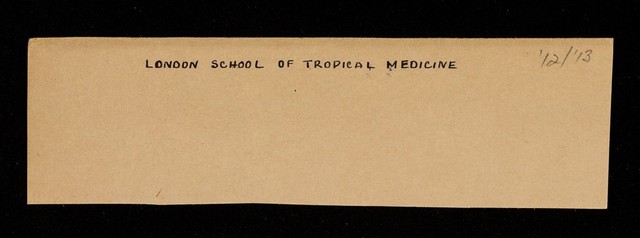 LONDON SCHOOL OF TROPICAL MEDICINE '12/'13